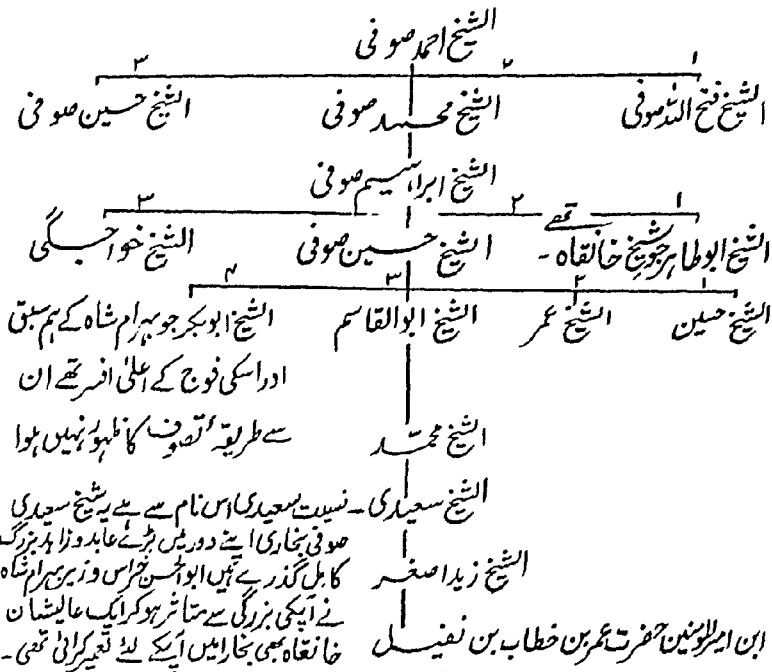 الشیخ احمد صوفی
۱ ۲ ۳
الشیخ فتح اللہ صوفی الشیخ محمد صوفی الشیخ حسین صوفی
الشیخ ابراہیم صوفی
۱ ۲ ۳
الشیخ ابوطاہر جو شیخ خانقاہ تھے - الشیخ حسین صوفی الشیخ خواجگی
۱ ۲ ۳ ۴
الشیخ حسین الشیخ عمر الشیخ ابوالقاسم الشیخ ابوبکر جو بہرام شاہ کے ہم سبق
اور اسکی فوج کے اعلیٰ افسر تھے ان
الشیخ محمد سے طریقۂ تصوف کا ظہور نہیں ہوا
الشیخ سعیدی - نسبت سعیدی اس نام سے ہے یہ شیخ سعیدی
صوفی بخاری اپنے دور میں بڑے عابد و زاہد بزرگ
الشیخ زید اصغر کامل گذرے ہیں ابوالحسن خراس وزیر بہرام شاہ
نے آپکی بزرگی سے متاثر ہو کر ایک عالیشان
ابن امیر المومنین حضرت عمر بن خطاب بن نفیل خانقاہ بھی بخارا میں آپکے لئے تعمیر کرائی تھی -